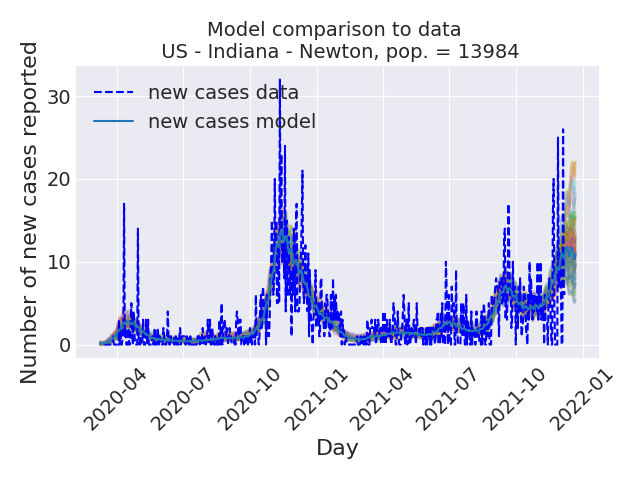 Model comparison to data
US - Indiana - Newton, pop. = 13984
Number of new cases reported
30
20
10
0
new cases data
new cases model
2020-04
2020-07
2020-10
2021-01
2021-04
2021-07
2021-10
2022-01
Day